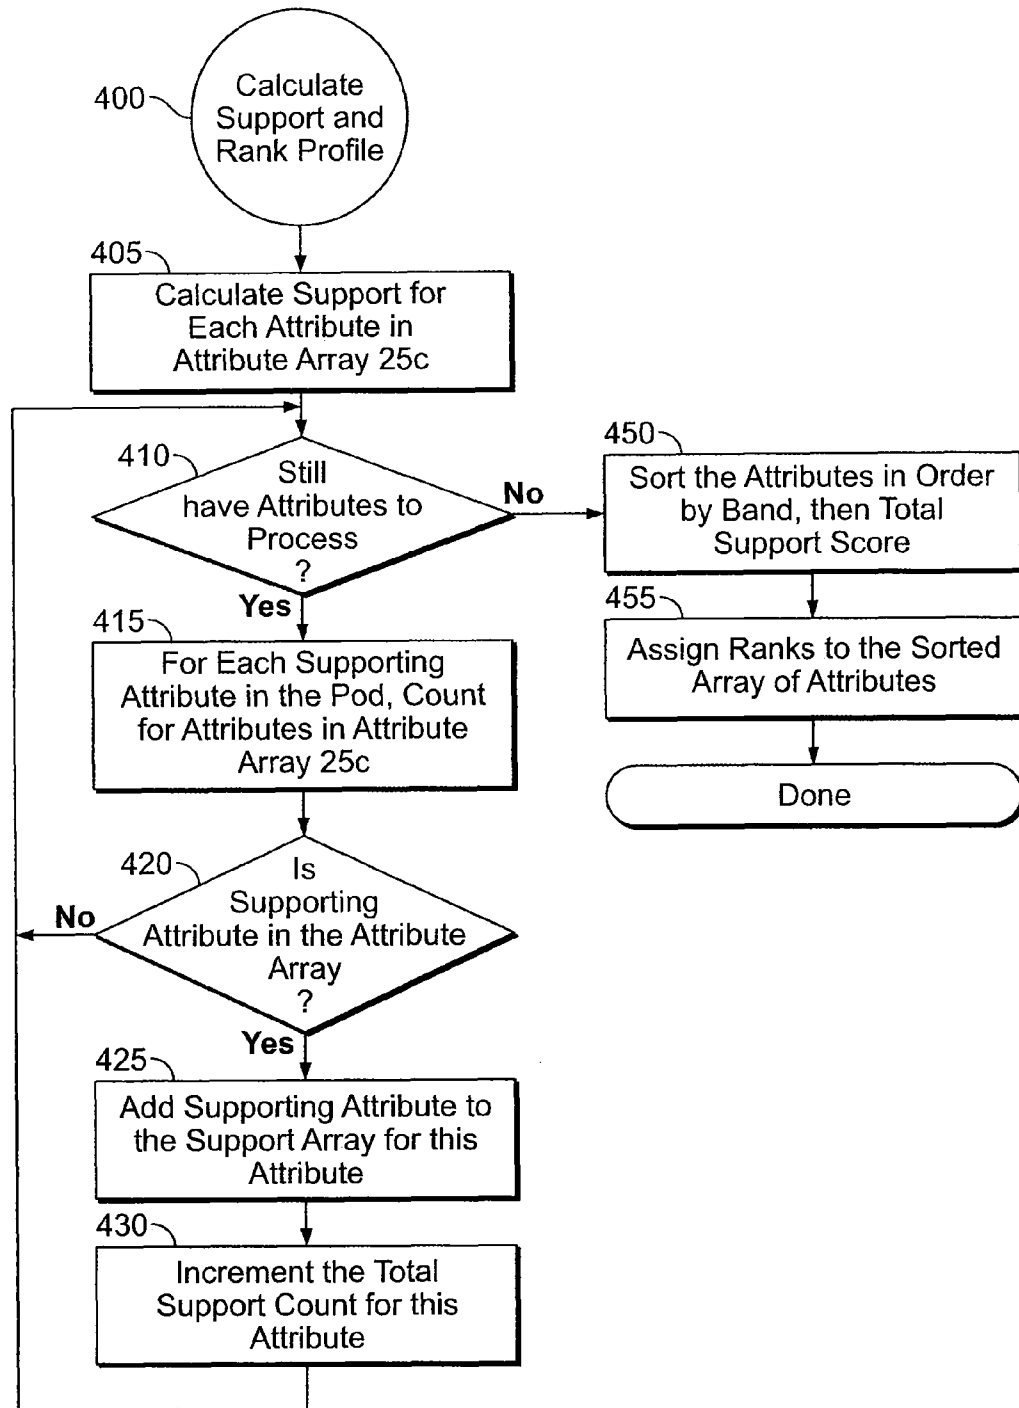 400
Calculate
Support and
Rank Profile
405
Calculate Support for
Each Attribute in
Attribute Array 25c
410
Still
have Attributes to
Process
?
No
Yes
450
Sort the Attributes in Order
by Band, then Total
Support Score
455
Assign Ranks to the Sorted
Array of Attributes
Done
415
For Each Supporting
Attribute in the Pod, Count
for Attributes in Attribute
Array 25c
420
Is
Supporting
Attribute in the Attribute
Array
?
No
Yes
425
Add Supporting Attribute to
the Support Array for this
Attribute
430
Increment the Total
Support Count for this
Attribute